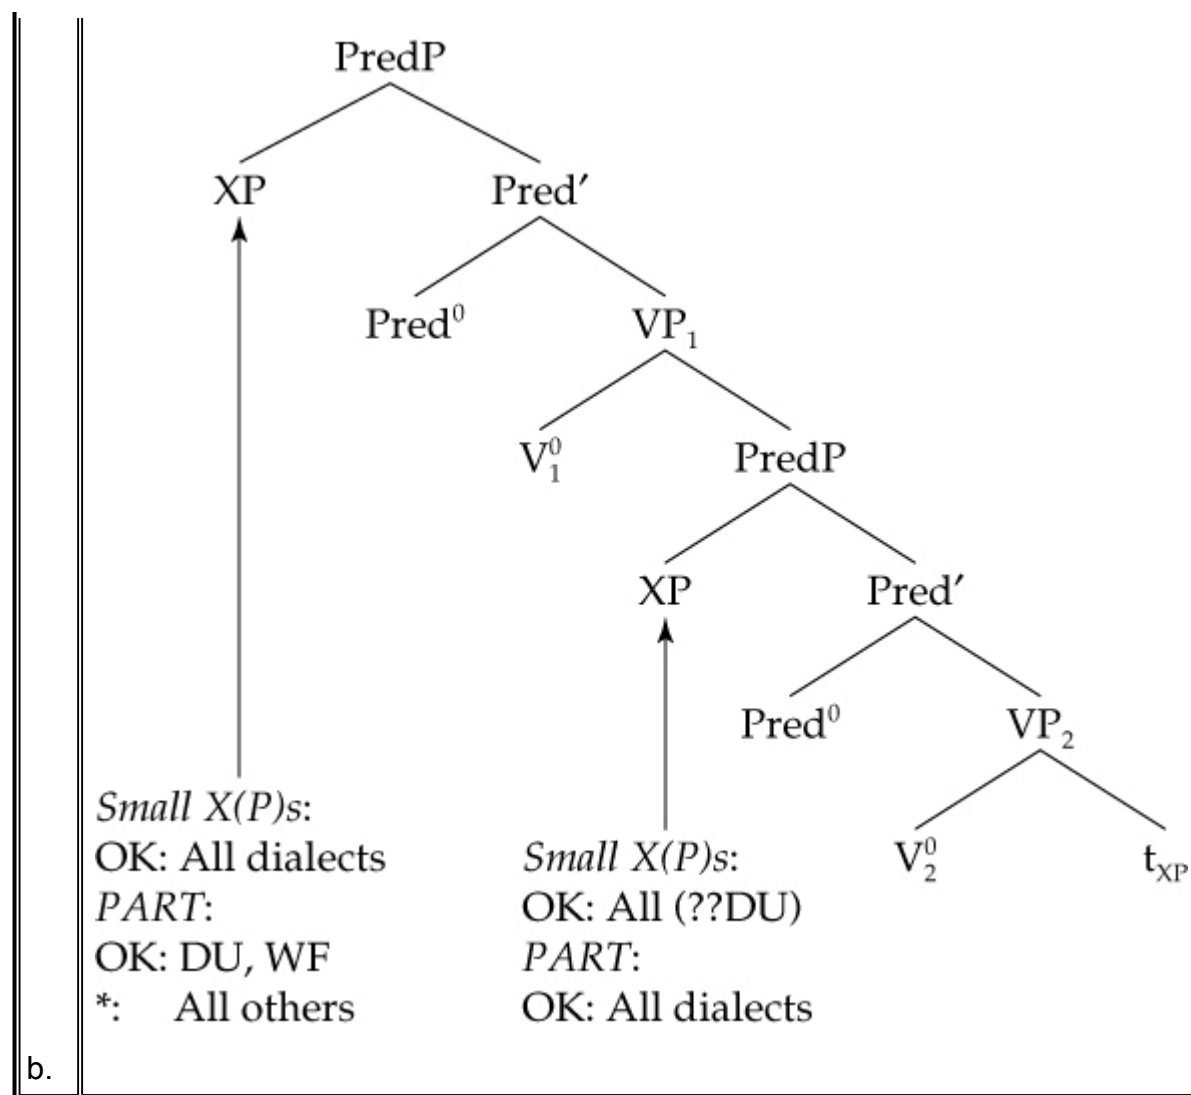 PredP
XP Pred′
Pred⁰ VP₁
V⁰₁ PredP
XP Pred′
Pred⁰ VP₂
V⁰₂ t_XP
Small X(P)s:
OK: All dialects
PART:
OK: DU, WF
*: All others
Small X(P)s:
OK: All (??DU)
PART:
OK: All dialects
b.